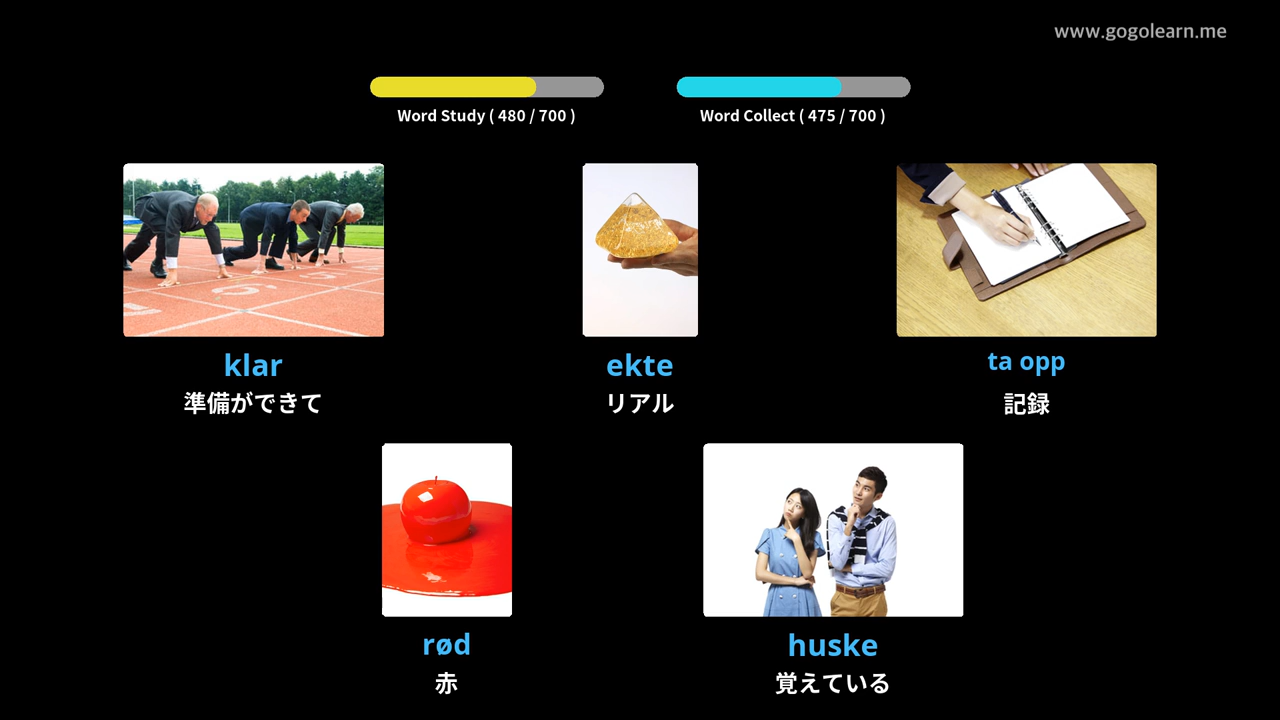 www.gogolearn.me
Word Study ( 480 / 700 )
Word Collect ( 475 / 700 )
klar
準備ができて
ekte
リアル
ta opp
記録
rød
赤
huske
覚えている